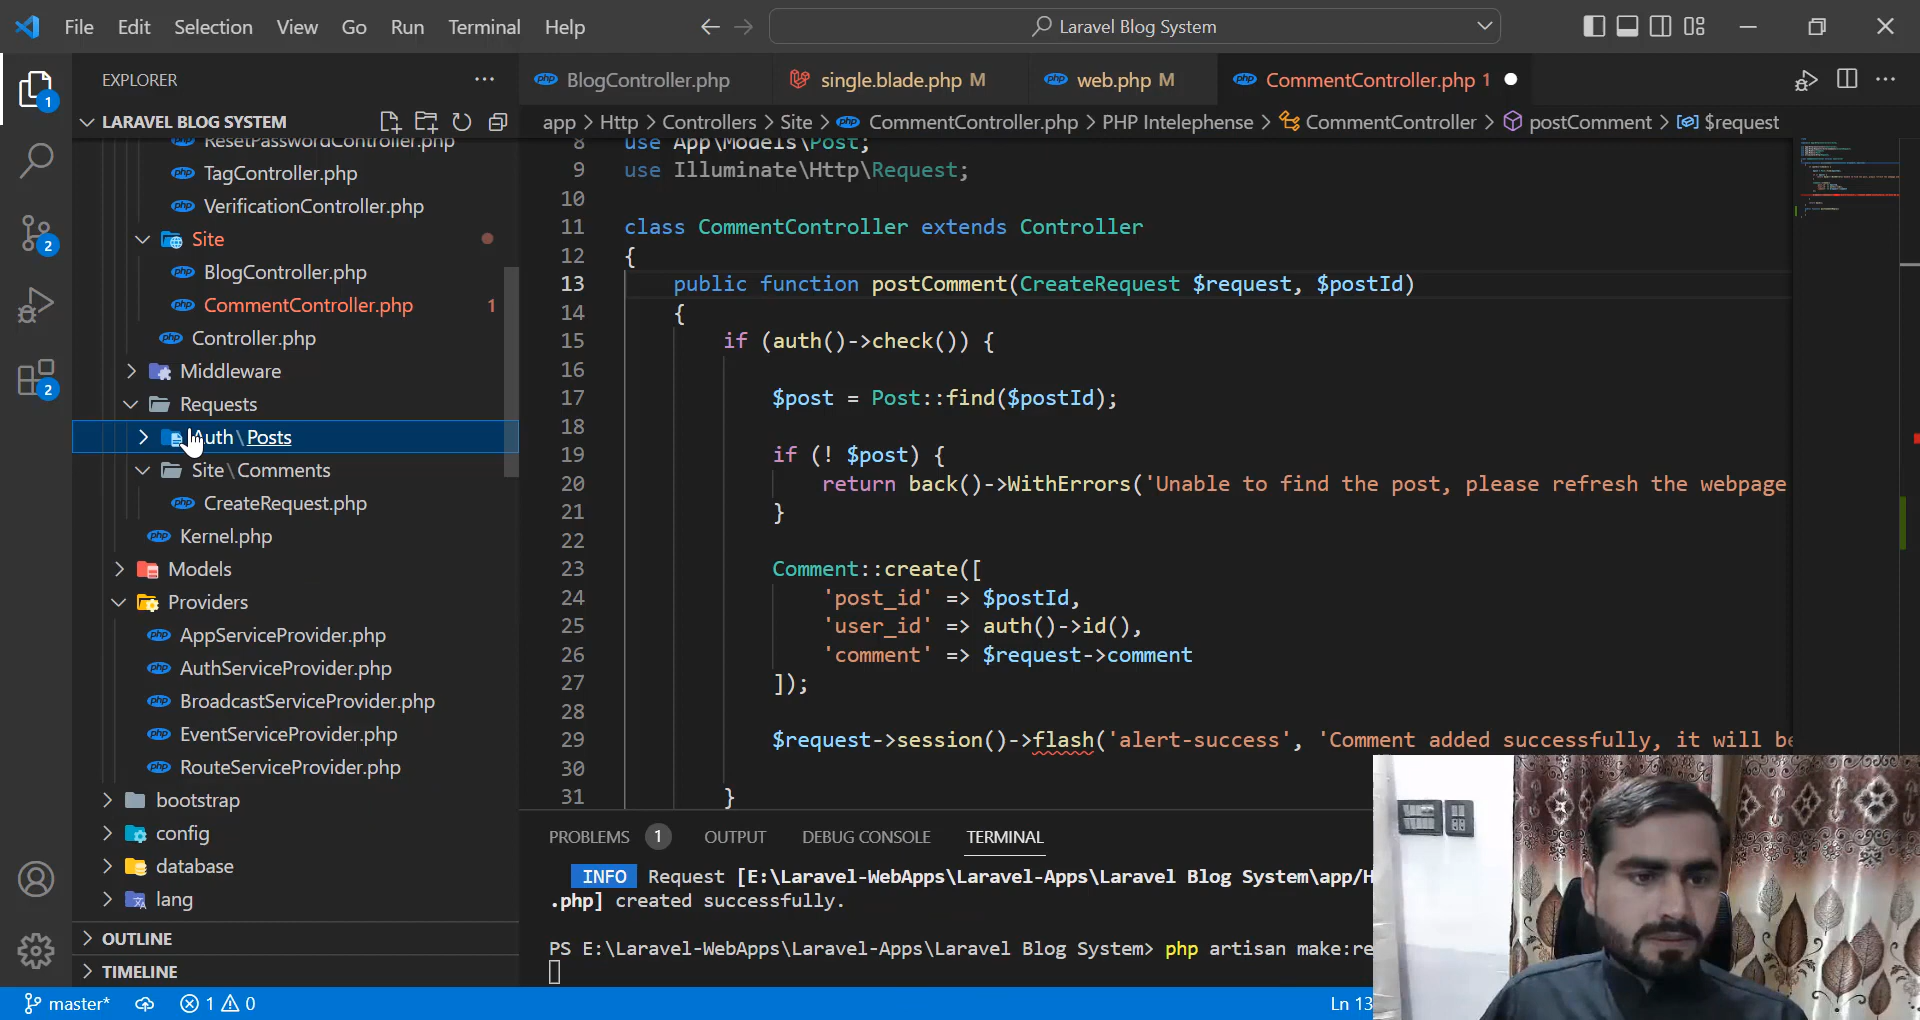 File Edit Selection View Go Run Terminal Help
Laravel Blog System
EXPLORER
LARAVEL BLOG SYSTEM
ResetPasswordController.php
TagController.php
VerificationController.php
Site
BlogController.php
CommentController.php 1
Controller.php
Middleware
Requests
Auth\Posts
Site\Comments
CreateRequest.php
Kernel.php
Models
Providers
AppServiceProvider.php
AuthServiceProvider.php
BroadcastServiceProvider.php
EventServiceProvider.php
RouteServiceProvider.php
bootstrap
config
database
lang
OUTLINE
TIMELINE
1
2
2
BlogController.php single.blade.php M web.php M CommentController.php 1
app > Http > Controllers > Site > CommentController.php > PHP Intelephense > CommentController > postComment > $request
8 use App\Models\Post;
9 use Illuminate\Http\Request;
10
11 class CommentController extends Controller
12 {
13 public function postComment(CreateRequest $request, $postId)
14 {
15 if (auth()->check()) {
16
17 $post = Post::find($postId);
18
19 if (! $post) {
20 return back()->WithErrors('Unable to find the post, please refresh the webpage
21 }
22
23 Comment::create([
24 'post_id' => $postId,
25 'user_id' => auth()->id(),
26 'comment' => $request->comment
27 ]);
28
29 $request->session()->flash('alert-success', 'Comment added successfully, it will be
30
31 }
PROBLEMS 1 OUTPUT DEBUG CONSOLE TERMINAL
INFO Request [E:\Laravel-WebApps\Laravel-Apps\Laravel Blog System\app/H
.php] created successfully.
PS E:\Laravel-WebApps\Laravel-Apps\Laravel Blog System> php artisan make:re
master* 1 0 Ln 13